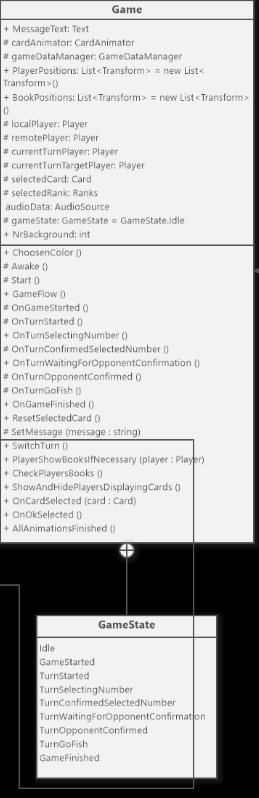 Game
+ MessageText: Text
# cardAnimator: CardAnimator
# gameDataManager: GameDataManager
+ PlayerPositions: List<Transform> = new List<
Transform>()
+ BookPositions: List<Transform> = new List<Transform>
()
# localPlayer: Player
# remotePlayer: Player
# currentTurnPlayer: Player
# currentTurnTargetPlayer: Player
# selectedCard: Card
# selectedRank: Ranks
audioData: AudioSource
# gameState: GameState = GameState.Idle
+ NrBackground: int
+ ChoosenColor ()
# Awake ()
# Start ()
+ GameFlow ()
# OnGameStarted ()
# OnTurnStarted ()
+ OnTurnSelectingNumber ()
# OnTurnConfirmedSelectedNumber ()
+ OnTurnWaitingForOpponentConfirmation ()
# OnTurnOpponentConfirmed ()
# OnTurnGoFish ()
+ OnGameFinished ()
+ ResetSelectedCard ()
# SetMessage (message : string)
+ SwitchTurn ()
+ PlayerShowBooksIfNecessary (player : Player)
+ CheckPlayersBooks ()
+ ShowAndHidePlayersDisplayingCards ()
+ OnCardSelected (card : Card)
+ OnOkSelected ()
+ AllAnimationsFinished ()
GameState
Idle
GameStarted
TurnStarted
TurnSelectingNumber
TurnConfirmedSelectedNumber
TurnWaitingForOpponentConfirmation
TurnOpponentConfirmed
TurnGoFish
GameFinished